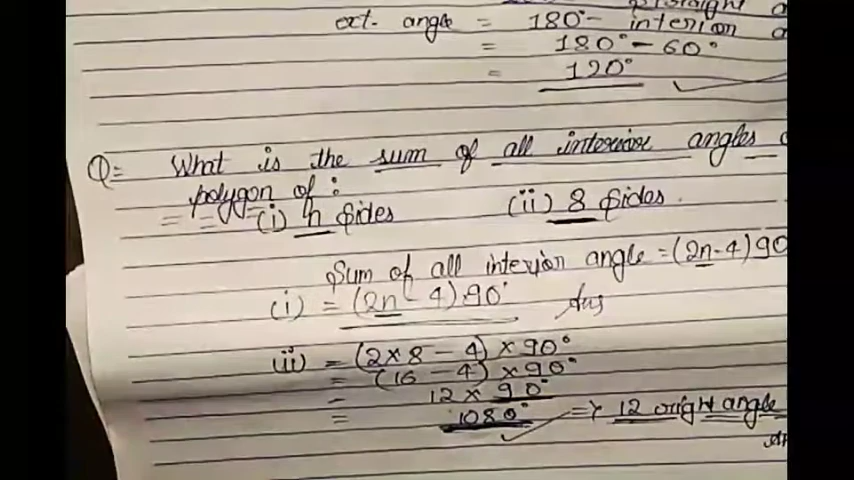 straight
ext. angle = 180° - interior
= 180° - 60°
= 120°
Q= What is the sum of all interior angles
polygon of :
(i) n sides (ii) 8 sides.
Sum of all interior angle = (2n-4)90
(i) = (2n - 4).90° Ans
(ii) = (2×8 - 4) × 90°
= (16 - 4) × 90°
= 12 × 90°
= 1080° => 12 right angle